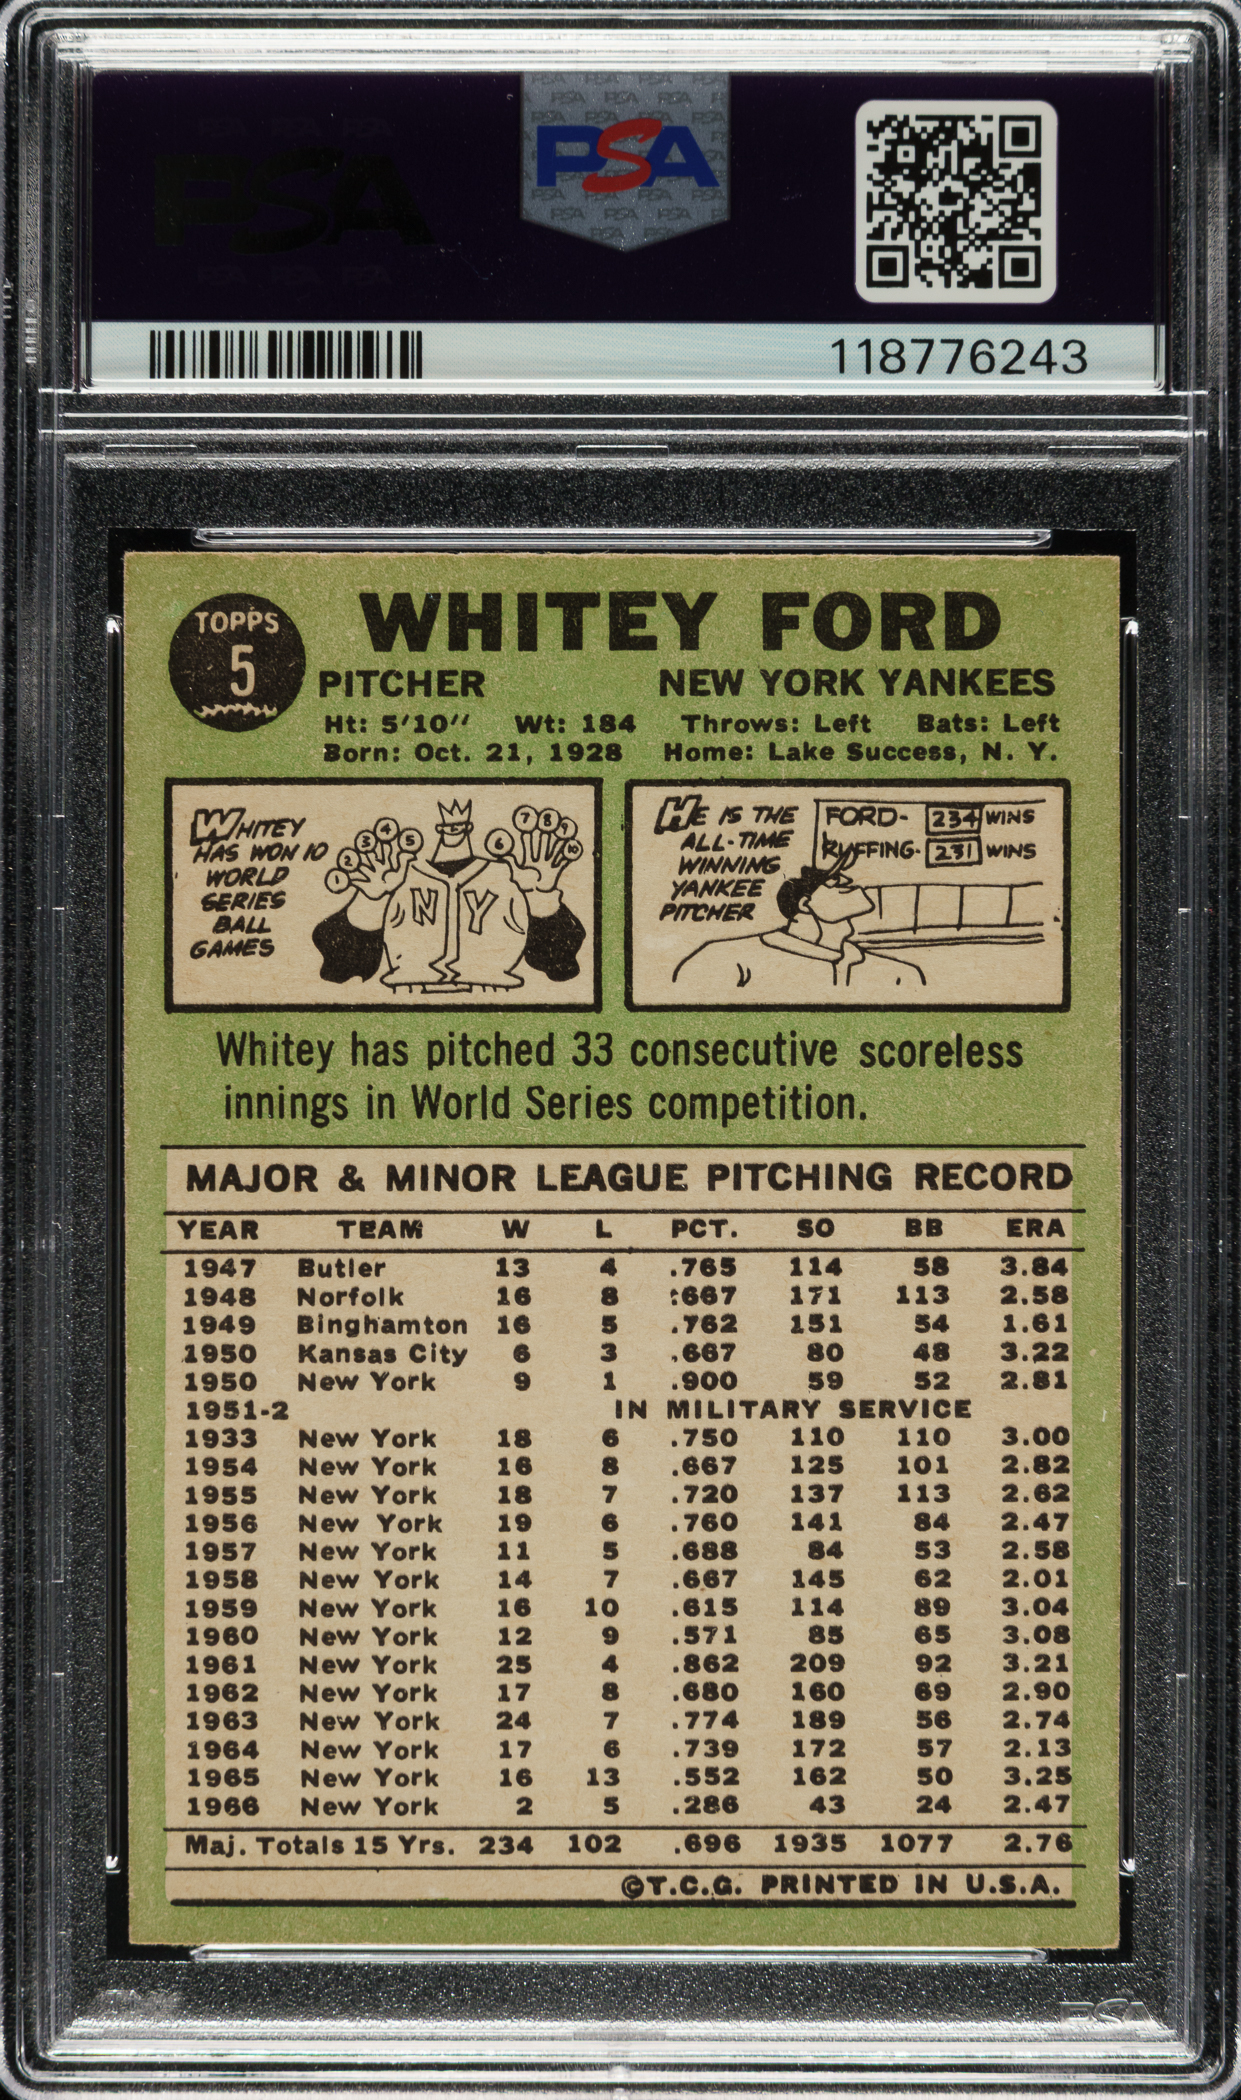 PSA
118776243
TOPPS
5
WHITEY FORD
PITCHER NEW YORK YANKEES
Ht: 5'10'' Wt: 184 Throws: Left Bats: Left
Born: Oct. 21, 1928 Home: Lake Success, N. Y.
WHITEY
HAS WON 10
WORLD
SERIES
BALL
GAMES
1 2 3 4 5 6 7 8 9 10
N Y
HE IS THE
ALL-TIME
WINNING
YANKEE
PITCHER
FORD- 234 WINS
RUFFING- 231 WINS
Whitey has pitched 33 consecutive scoreless
innings in World Series competition.
MAJOR & MINOR LEAGUE PITCHING RECORD
YEAR TEAM W L PCT. SO BB ERA
1947 Butler 13 4 .765 114 58 3.84
1948 Norfolk 16 8 .667 171 113 2.58
1949 Binghamton 16 5 .762 151 54 1.61
1950 Kansas City 6 3 .667 80 48 3.22
1950 New York 9 1 .900 59 52 2.81
1951-2 IN MILITARY SERVICE
1933 New York 18 6 .750 110 110 3.00
1954 New York 16 8 .667 125 101 2.82
1955 New York 18 7 .720 137 113 2.62
1956 New York 19 6 .760 141 84 2.47
1957 New York 11 5 .688 84 53 2.58
1958 New York 14 7 .667 145 62 2.01
1959 New York 16 10 .615 114 89 3.04
1960 New York 12 9 .571 85 65 3.08
1961 New York 25 4 .862 209 92 3.21
1962 New York 17 8 .680 160 69 2.90
1963 New York 24 7 .774 189 56 2.74
1964 New York 17 6 .739 172 57 2.13
1965 New York 16 13 .552 162 50 3.25
1966 New York 2 5 .286 43 24 2.47
Maj. Totals 15 Yrs. 234 102 .696 1935 1077 2.76
©T.C.G. PRINTED IN U.S.A.
PSA